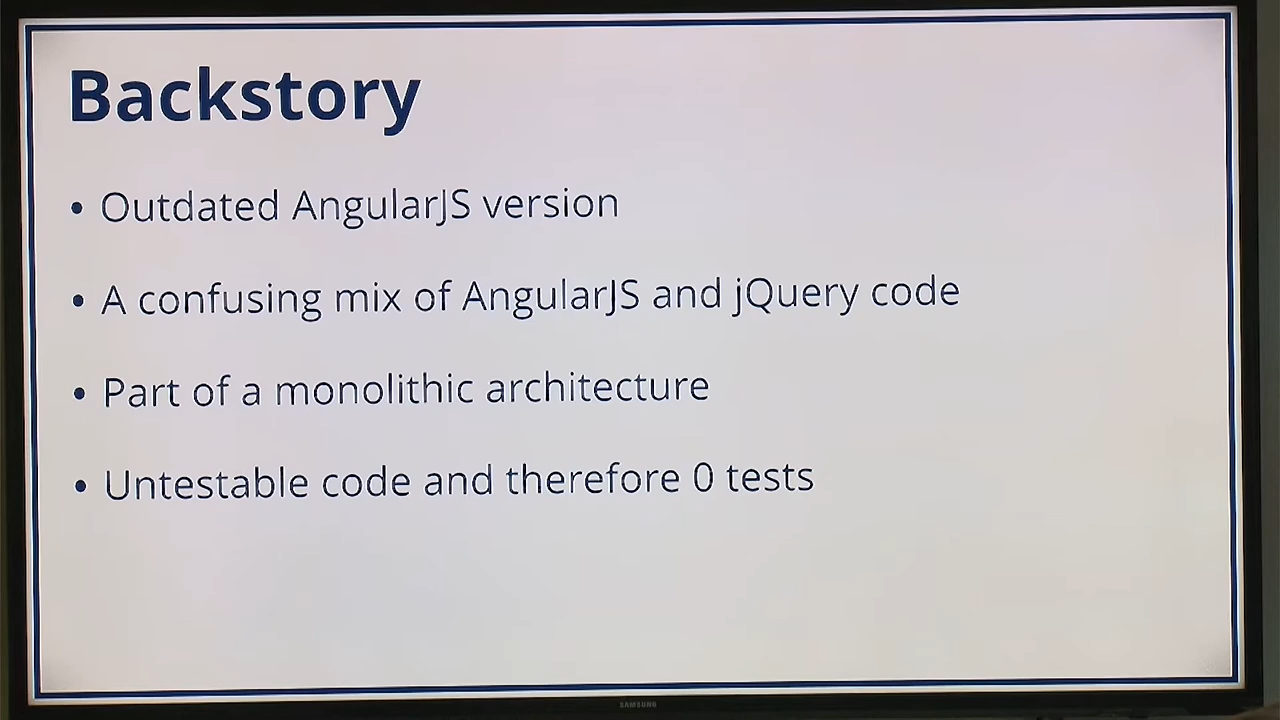 Backstory
• Outdated AngularJS version
• A confusing mix of AngularJS and jQuery code
• Part of a monolithic architecture
• Untestable code and therefore 0 tests
SAMSUNG